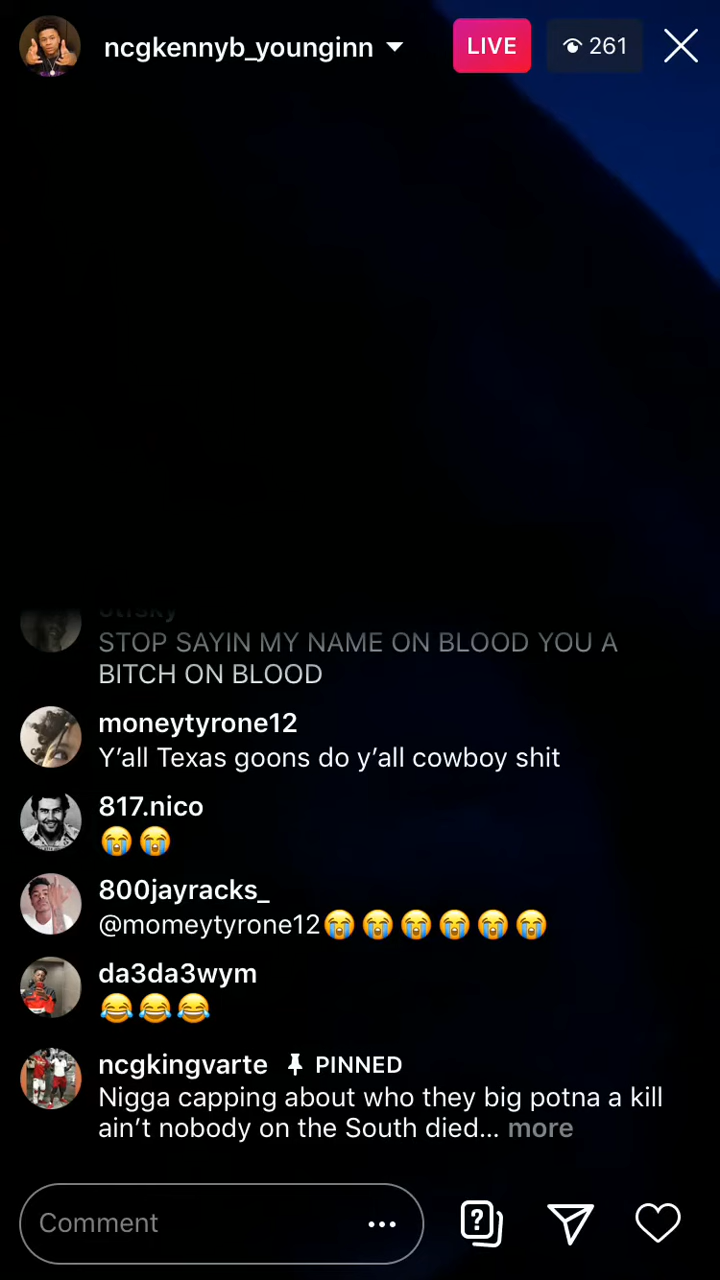 ncgkennyb_younginn
LIVE
261
STOP SAYIN MY NAME ON BLOOD YOU A
BITCH ON BLOOD
moneytyrone12
Y’all Texas goons do y’all cowboy shit
817.nico
😭😭
800jayracks_
@momeytyrone12😭😭😭😭😭😭
da3da3wym
😂😂😂
ncgkingvarte PINNED
Nigga capping about who they big potna a kill
ain’t nobody on the South died... more
Comment